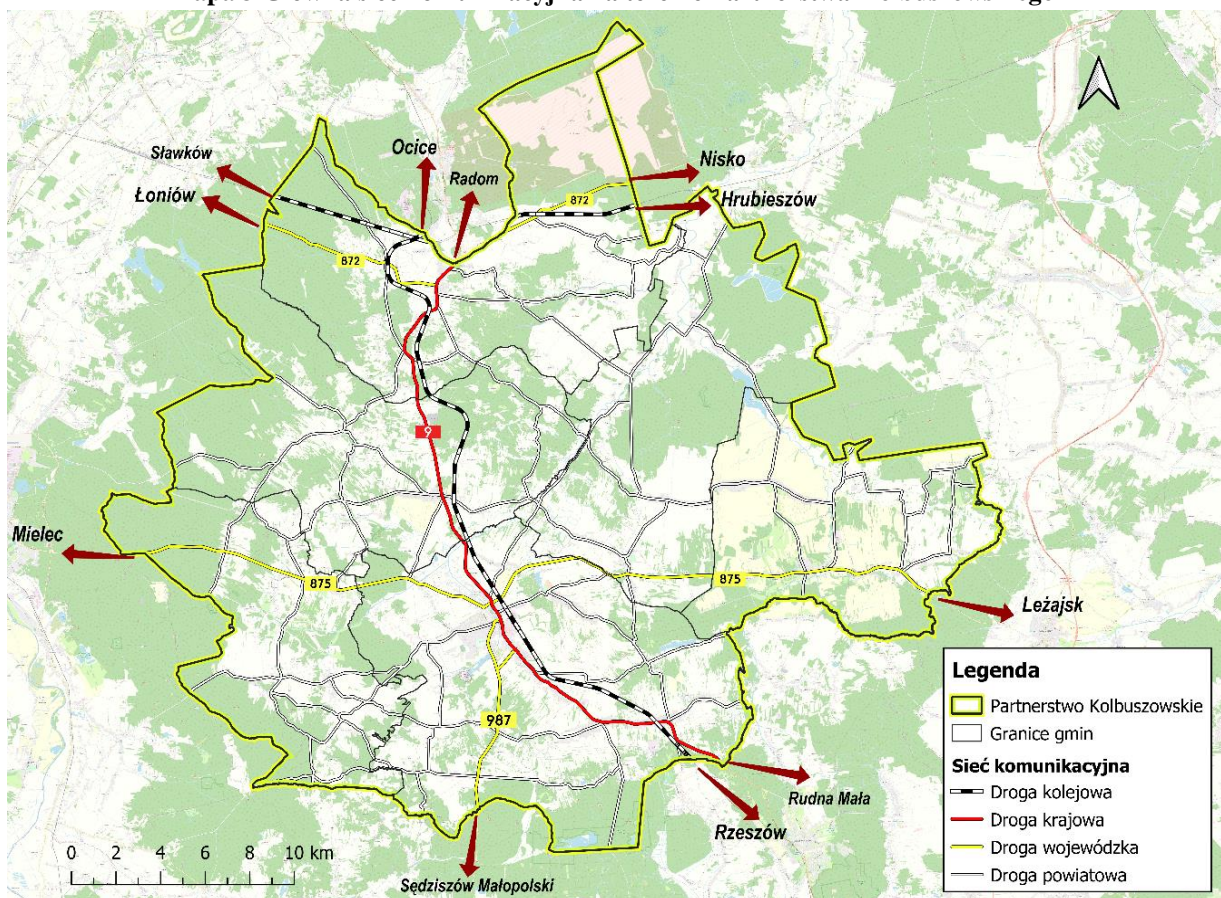 Sławków
Ocice
Radom
Nisko
Łoniów
Hrubieszów
872
872
9
Mielec
875
875
Leżajsk
987
Rudna Mała
Rzeszów
Sędziszów Małopolski
0 2 4 6 8 10 km
Legenda
Partnerstwo Kolbuszowskie
Granice gmin
Sieć komunikacyjna
Droga kolejowa
Droga krajowa
Droga wojewódzka
Droga powiatowa